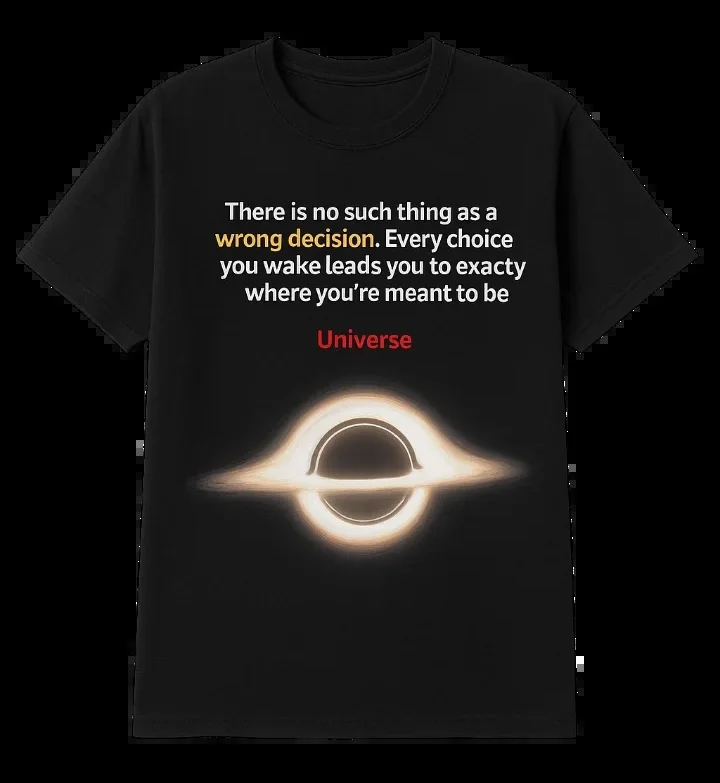 There is no such thing as a
wrong decision. Every choice
you wake leads you to exacty
where you're meant to be
Universe